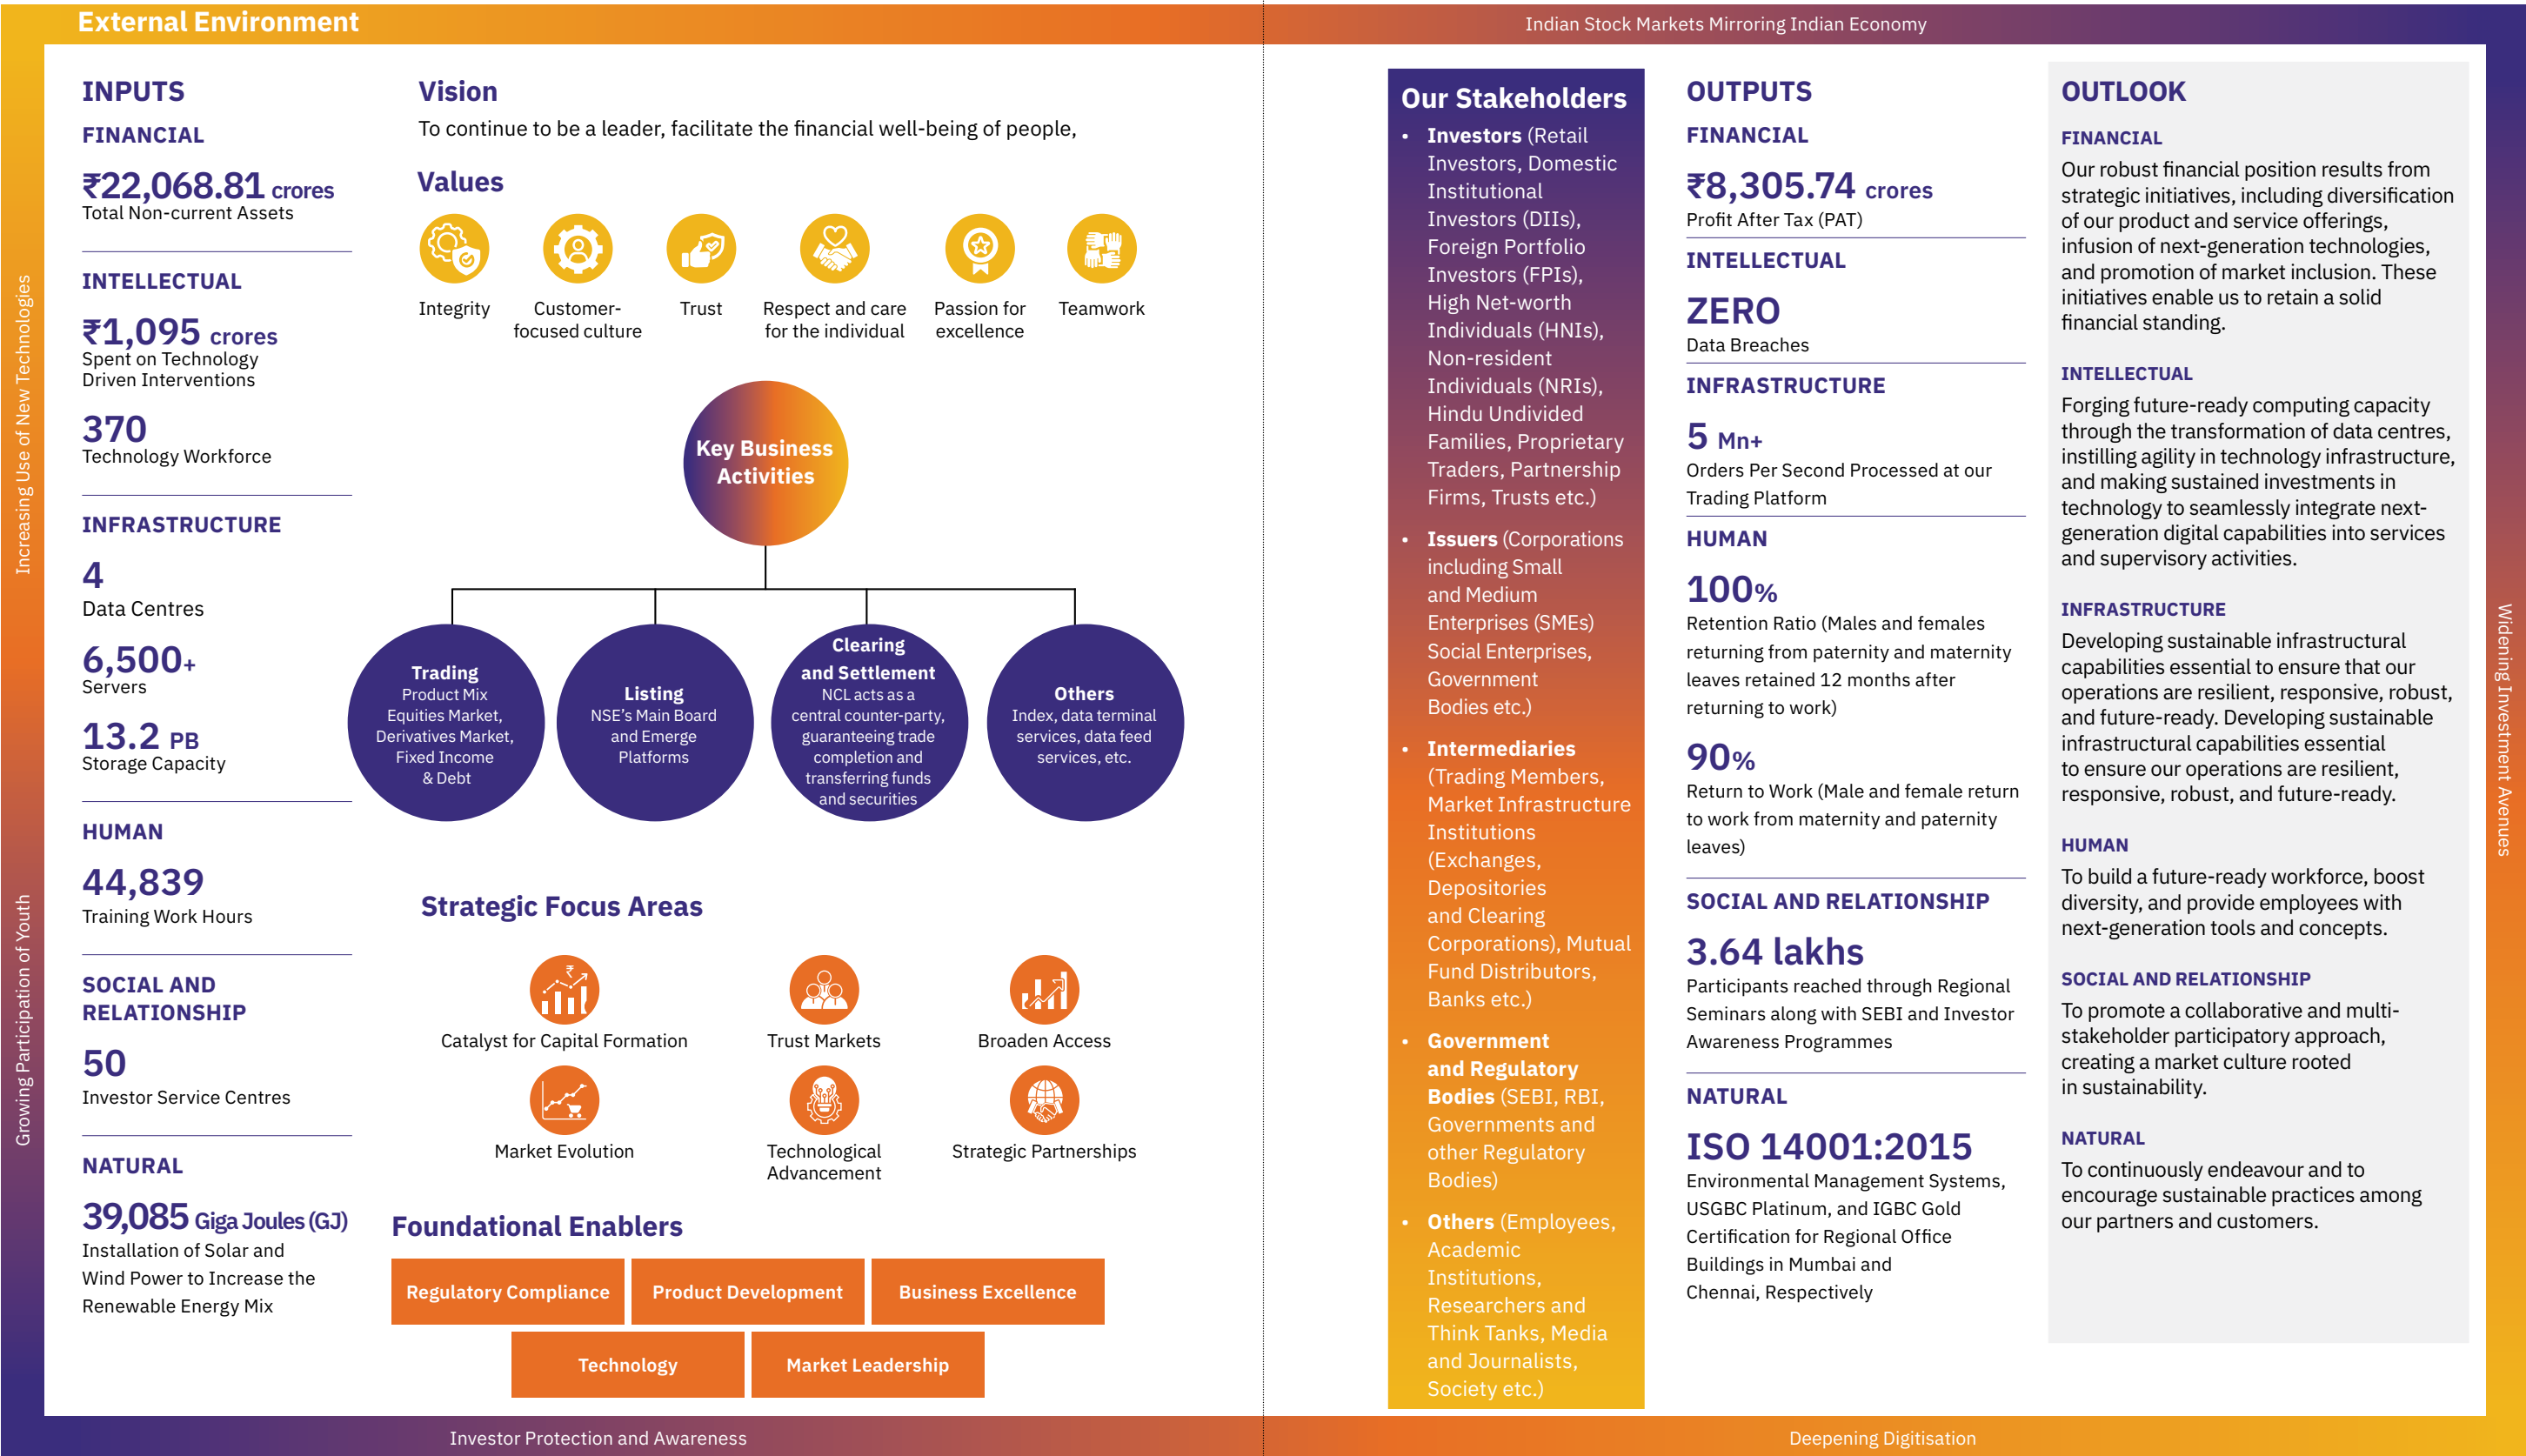 External Environment
Indian Stock Markets Mirroring Indian Economy
Increasing Use of New Technologies
Growing Participation of Youth
INPUTS
FINANCIAL
₹22,068.81 crores
Total Non-current Assets
INTELLECTUAL
₹1,095 crores
Spent on Technology
Driven Interventions
370
Technology Workforce
INFRASTRUCTURE
4
Data Centres
6,500+
Servers
13.2 PB
Storage Capacity
HUMAN
44,839
Training Work Hours
SOCIAL AND
RELATIONSHIP
50
Investor Service Centres
NATURAL
39,085 Giga Joules (GJ)
Installation of Solar and
Wind Power to Increase the
Renewable Energy Mix
Vision
To continue to be a leader, facilitate the financial well-being of people,
Values
Integrity
Customer-
focused culture
Trust
Respect and care
for the individual
Passion for
excellence
Teamwork
Key Business
Activities
Trading
Product Mix
Equities Market,
Derivatives Market,
Fixed Income
& Debt
Listing
NSE's Main Board
and Emerge
Platforms
Clearing
and Settlement
NCL acts as a
central counter-party,
guaranteeing trade
completion and
transferring funds
and securities
Others
Index, data terminal
services, data feed
services, etc.
Strategic Focus Areas
₹
Catalyst for Capital Formation
Trust Markets
Broaden Access
Market Evolution
Technological
Advancement
Strategic Partnerships
Foundational Enablers
Regulatory Compliance
Product Development
Business Excellence
Technology
Market Leadership
Our Stakeholders
• Investors (Retail
Investors, Domestic
Institutional
Investors (DIIs),
Foreign Portfolio
Investors (FPIs),
High Net-worth
Individuals (HNIs),
Non-resident
Individuals (NRIs),
Hindu Undivided
Families, Proprietary
Traders, Partnership
Firms, Trusts etc.)
• Issuers (Corporations
including Small
and Medium
Enterprises (SMEs)
Social Enterprises,
Government
Bodies etc.)
• Intermediaries
(Trading Members,
Market Infrastructure
Institutions
(Exchanges,
Depositories
and Clearing
Corporations), Mutual
Fund Distributors,
Banks etc.)
• Government
and Regulatory
Bodies (SEBI, RBI,
Governments and
other Regulatory
Bodies)
• Others (Employees,
Academic
Institutions,
Researchers and
Think Tanks, Media
and Journalists,
Society etc.)
OUTPUTS
FINANCIAL
₹8,305.74 crores
Profit After Tax (PAT)
INTELLECTUAL
ZERO
Data Breaches
INFRASTRUCTURE
5 Mn+
Orders Per Second Processed at our
Trading Platform
HUMAN
100%
Retention Ratio (Males and females
returning from paternity and maternity
leaves retained 12 months after
returning to work)
90%
Return to Work (Male and female return
to work from maternity and paternity
leaves)
SOCIAL AND RELATIONSHIP
3.64 lakhs
Participants reached through Regional
Seminars along with SEBI and Investor
Awareness Programmes
NATURAL
ISO 14001:2015
Environmental Management Systems,
USGBC Platinum, and IGBC Gold
Certification for Regional Office
Buildings in Mumbai and
Chennai, Respectively
OUTLOOK
FINANCIAL
Our robust financial position results from
strategic initiatives, including diversification
of our product and service offerings,
infusion of next-generation technologies,
and promotion of market inclusion. These
initiatives enable us to retain a solid
financial standing.
INTELLECTUAL
Forging future-ready computing capacity
through the transformation of data centres,
instilling agility in technology infrastructure,
and making sustained investments in
technology to seamlessly integrate next-
generation digital capabilities into services
and supervisory activities.
INFRASTRUCTURE
Developing sustainable infrastructural
capabilities essential to ensure that our
operations are resilient, responsive, robust,
and future-ready. Developing sustainable
infrastructural capabilities essential
to ensure our operations are resilient,
responsive, robust, and future-ready.
HUMAN
To build a future-ready workforce, boost
diversity, and provide employees with
next-generation tools and concepts.
SOCIAL AND RELATIONSHIP
To promote a collaborative and multi-
stakeholder participatory approach,
creating a market culture rooted
in sustainability.
NATURAL
To continuously endeavour and to
encourage sustainable practices among
our partners and customers.
Widening Investment Avenues
Investor Protection and Awareness
Deepening Digitisation